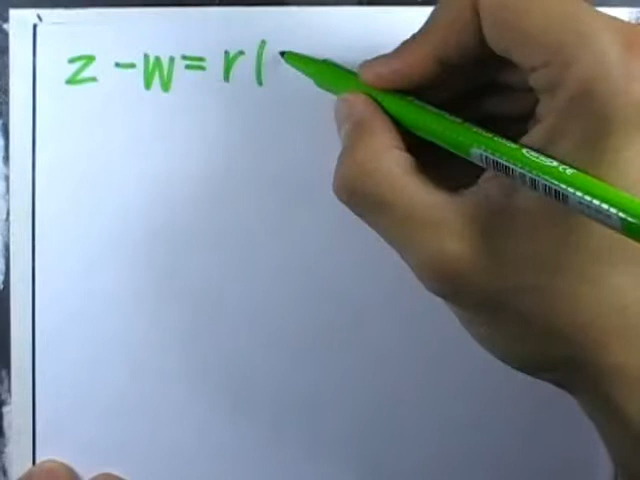 z - w = r (